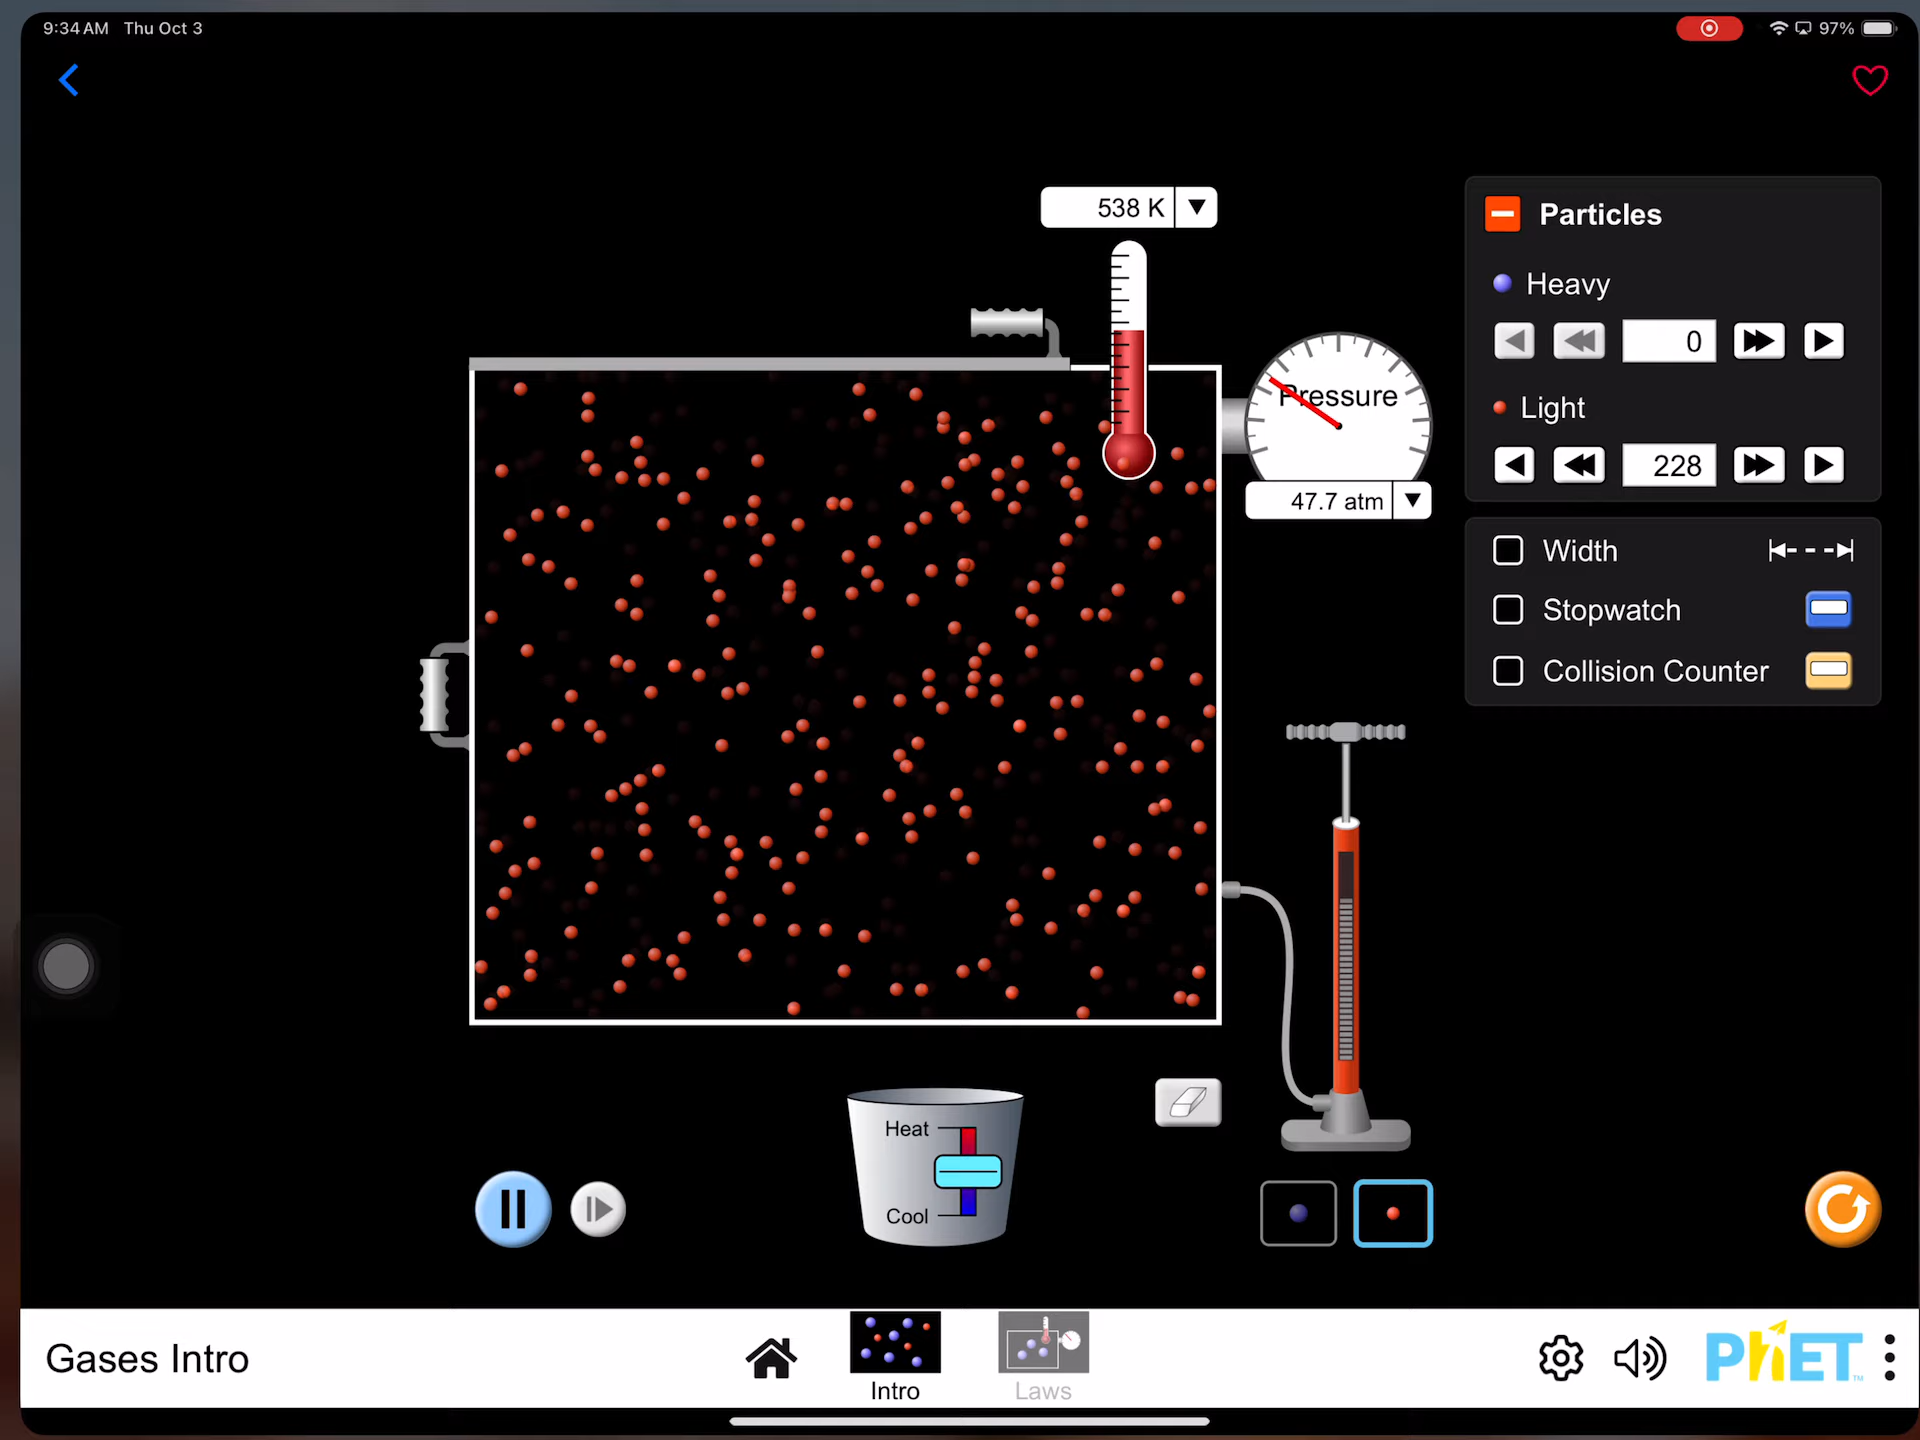 9:34 AM Thu Oct 3
97%
538 K
Particles
Heavy
0
Pressure
Light
228
47.7 atm
Width
Stopwatch
Collision Counter
Heat
Cool
Gases Intro
Intro
Laws
PhET™